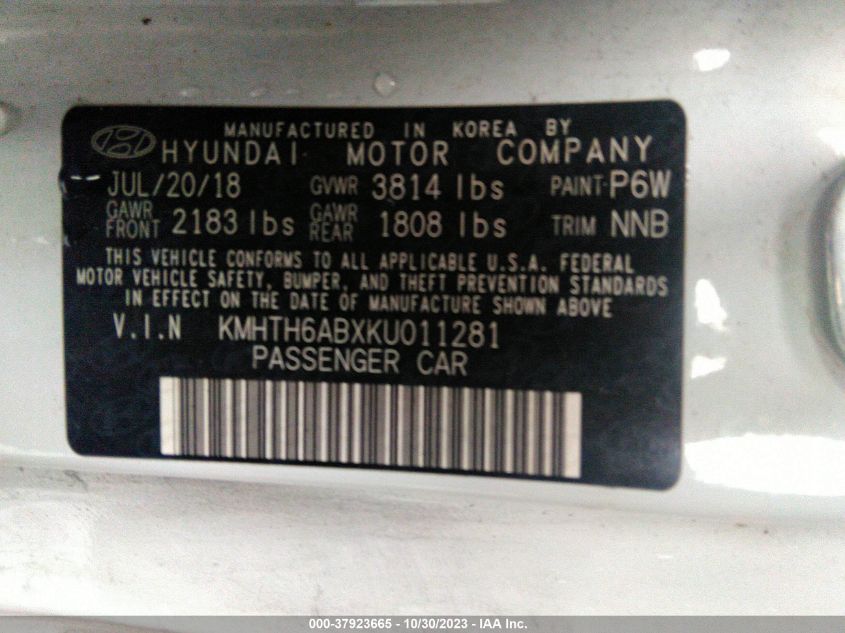 MANUFACTURED IN KOREA BY
HYUNDAI MOTOR COMPANY
JUL/20/18 GVWR 3814 lbs PAINT P6W
GAWR FRONT 2183 lbs GAWR REAR 1808 lbs TRIM NNB
THIS VEHICLE CONFORMS TO ALL APPLICABLE U.S.A. FEDERAL
MOTOR VEHICLE SAFETY, BUMPER, AND THEFT PREVENTION STANDARDS
IN EFFECT ON THE DATE OF MANUFACTURE SHOWN ABOVE
V.I.N KMHTH6ABXKU011281
PASSENGER CAR
000-37923665 - 10/30/2023 - IAA Inc.